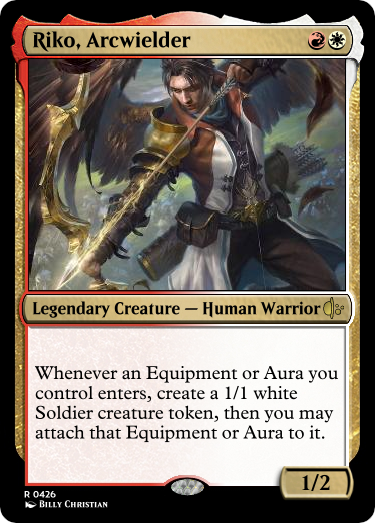 Riko, Arcwielder
Legendary Creature — Human Warrior
Whenever an Equipment or Aura you
control enters, create a 1/1 white
Soldier creature token, then you may
attach that Equipment or Aura to it.
1/2
R 0426
Billy Christian